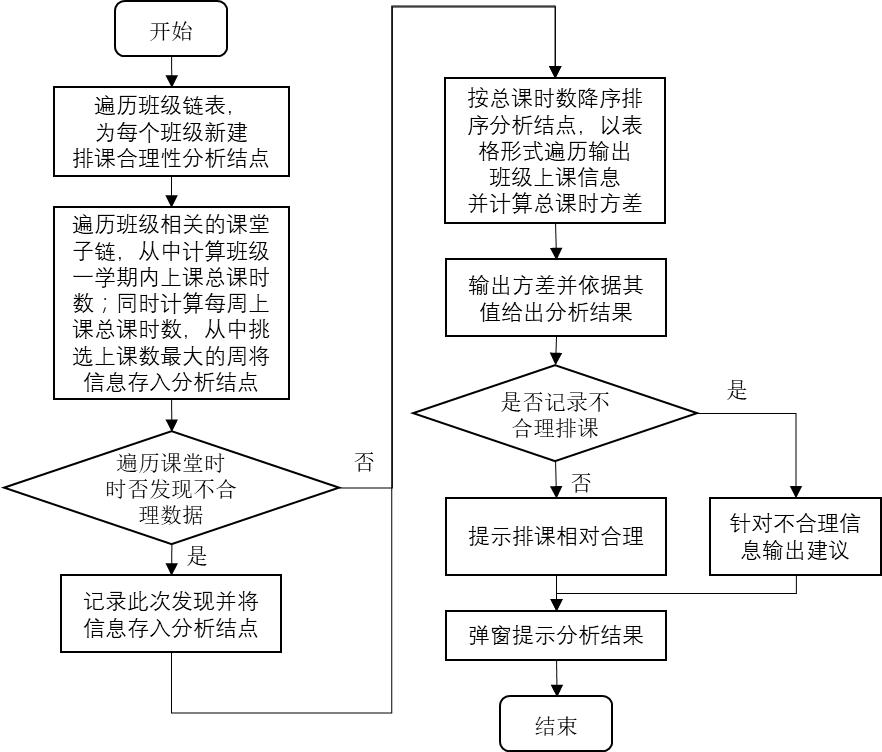 开始
遍历班级链表，
为每个班级新建
排课合理性分析结点
遍历班级相关的课堂
子链，从中计算班级
一学期内上课总课时
数；同时计算每周上
课总课时数，从中挑
选上课数最大的周将
信息存入分析结点
遍历课堂时
时否发现不合
理数据
否
是
记录此次发现并将
信息存入分析结点
按总课时数降序排
序分析结点，以表
格形式遍历输出
班级上课信息
并计算总课时方差
输出方差并依据其
值给出分析结果
是否记录不
合理排课
是
否
提示排课相对合理
针对不合理信
息输出建议
弹窗提示分析结果
结束